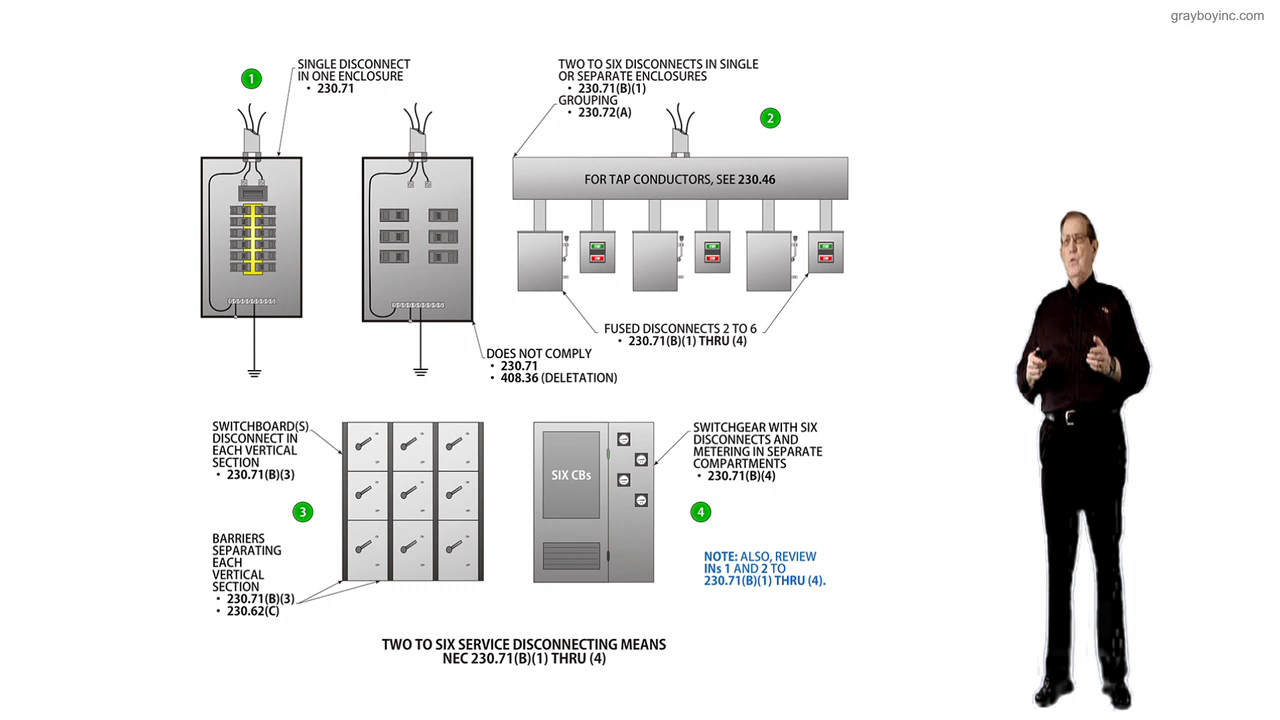 grayboyinc.com
1
SINGLE DISCONNECT
IN ONE ENCLOSURE
• 230.71
TWO TO SIX DISCONNECTS IN SINGLE
OR SEPARATE ENCLOSURES
• 230.71(B)(1)
GROUPING
• 230.72(A)
2
FOR TAP CONDUCTORS, SEE 230.46
FUSED DISCONNECTS 2 TO 6
• 230.71(B)(1) THRU (4)
DOES NOT COMPLY
• 230.71
• 408.36 (DELETATION)
SWITCHBOARD(S)
DISCONNECT IN
EACH VERTICAL
SECTION
• 230.71(B)(3)
3
BARRIERS
SEPARATING
EACH
VERTICAL
SECTION
• 230.71(B)(3)
• 230.62(C)
SIX CBs
SWITCHGEAR WITH SIX
DISCONNECTS AND
METERING IN SEPARATE
COMPARTMENTS
• 230.71(B)(4)
4
NOTE: ALSO, REVIEW
INs 1 AND 2 TO
230.71(B)(1) THRU (4).
TWO TO SIX SERVICE DISCONNECTING MEANS
NEC 230.71(B)(1) THRU (4)